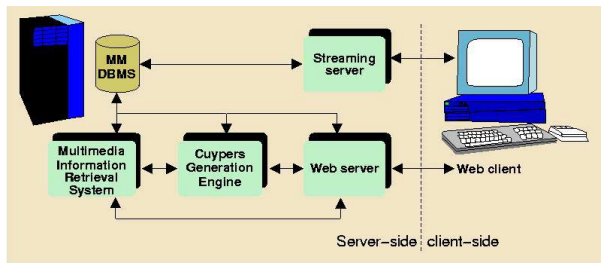 MM
DBMS
Streaming
server
Multimedia
Information
Retrieval
System
Cuypers
Generation
Engine
Web server
Web client
Server-side client-side